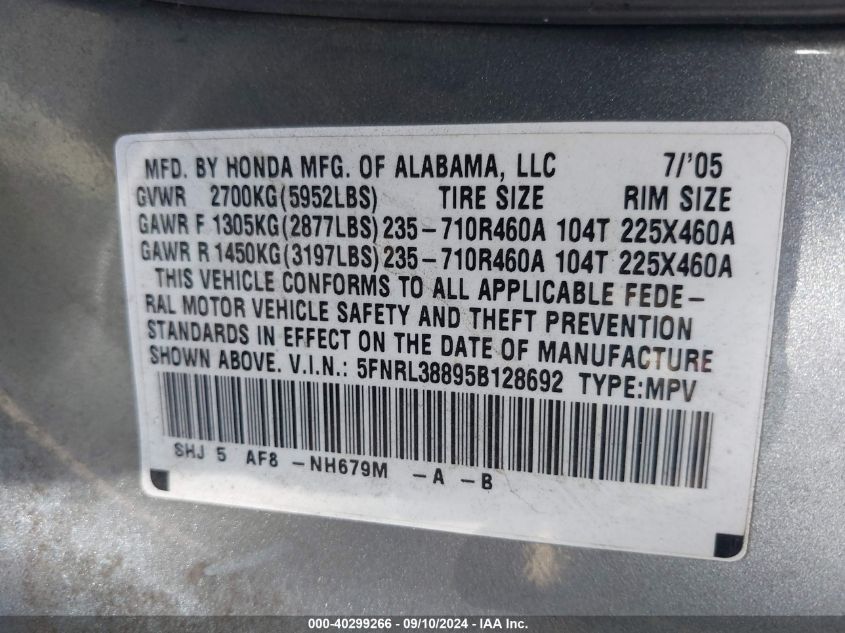 MFD. BY HONDA MFG. OF ALABAMA, LLC 7/'05
GVWR 2700KG(5952LBS) TIRE SIZE RIM SIZE
GAWR F 1305KG(2877LBS) 235-710R460A 104T 225X460A
GAWR R 1450KG(3197LBS) 235-710R460A 104T 225X460A
THIS VEHICLE CONFORMS TO ALL APPLICABLE FEDE-
RAL MOTOR VEHICLE SAFETY AND THEFT PREVENTION
STANDARDS IN EFFECT ON THE DATE OF MANUFACTURE
SHOWN ABOVE. V.I.N.: 5FNRL38895B128692 TYPE:MPV
SHJ 5 AF8 -NH679M -A -B
000-40299266 - 09/10/2024 - IAAI Inc.